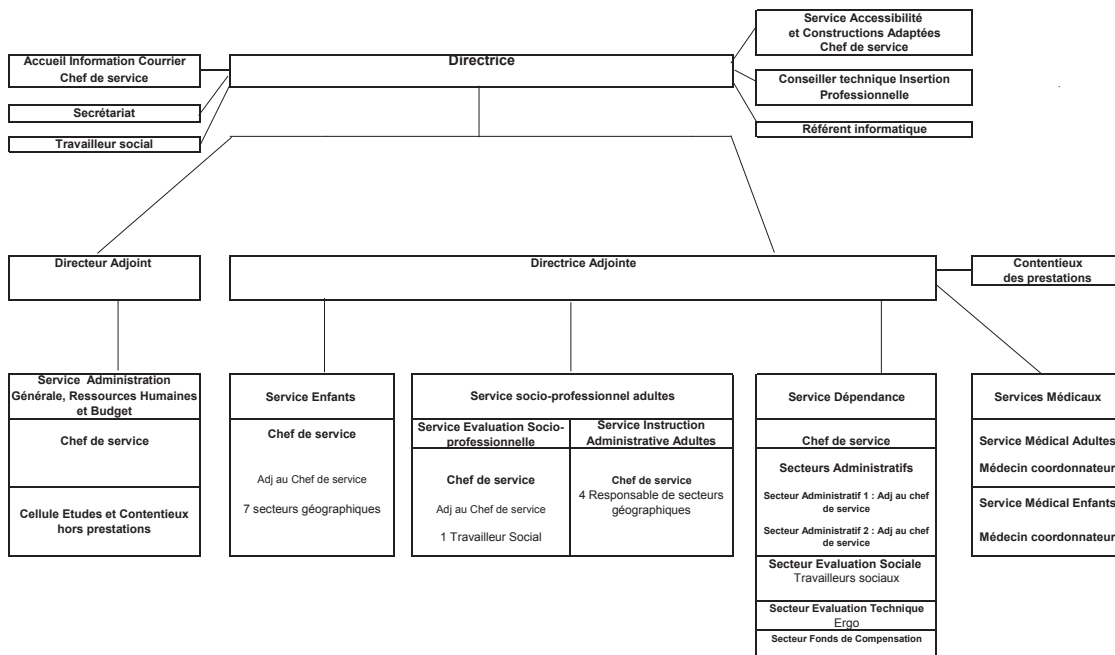 Service Accessibilité
et Constructions Adaptées
Chef de service
Accueil Information Courrier
Chef de service
Directrice
Conseiller technique Insertion
Professionnelle
Secrétariat
Référent informatique
Travailleur social
Directeur Adjoint
Directrice Adjointe
Contentieux
des prestations
Service Administration
Générale, Ressources Humaines
et Budget
Chef de service
Cellule Etudes et Contentieux
hors prestations
Service Enfants
Chef de service
Adj au Chef de service
7 secteurs géographiques
Service socio-professionnel adultes
Service Evaluation Socio-
professionnelle
Chef de service
Adj au Chef de service
1 Travailleur Social
Service Instruction
Administrative Adultes
Chef de service
4 Responsable de secteurs
géographiques
Service Dépendance
Chef de service
Secteurs Administratifs
Secteur Administratif 1 : Adj au chef
de service
Secteur Administratif 2 : Adj au chef
de service
Secteur Evaluation Sociale
Travailleurs sociaux
Secteur Evaluation Technique
Ergo
Secteur Fonds de Compensation
Services Médicaux
Service Médical Adultes
Médecin coordonnateur
Service Médical Enfants
Médecin coordonnateur